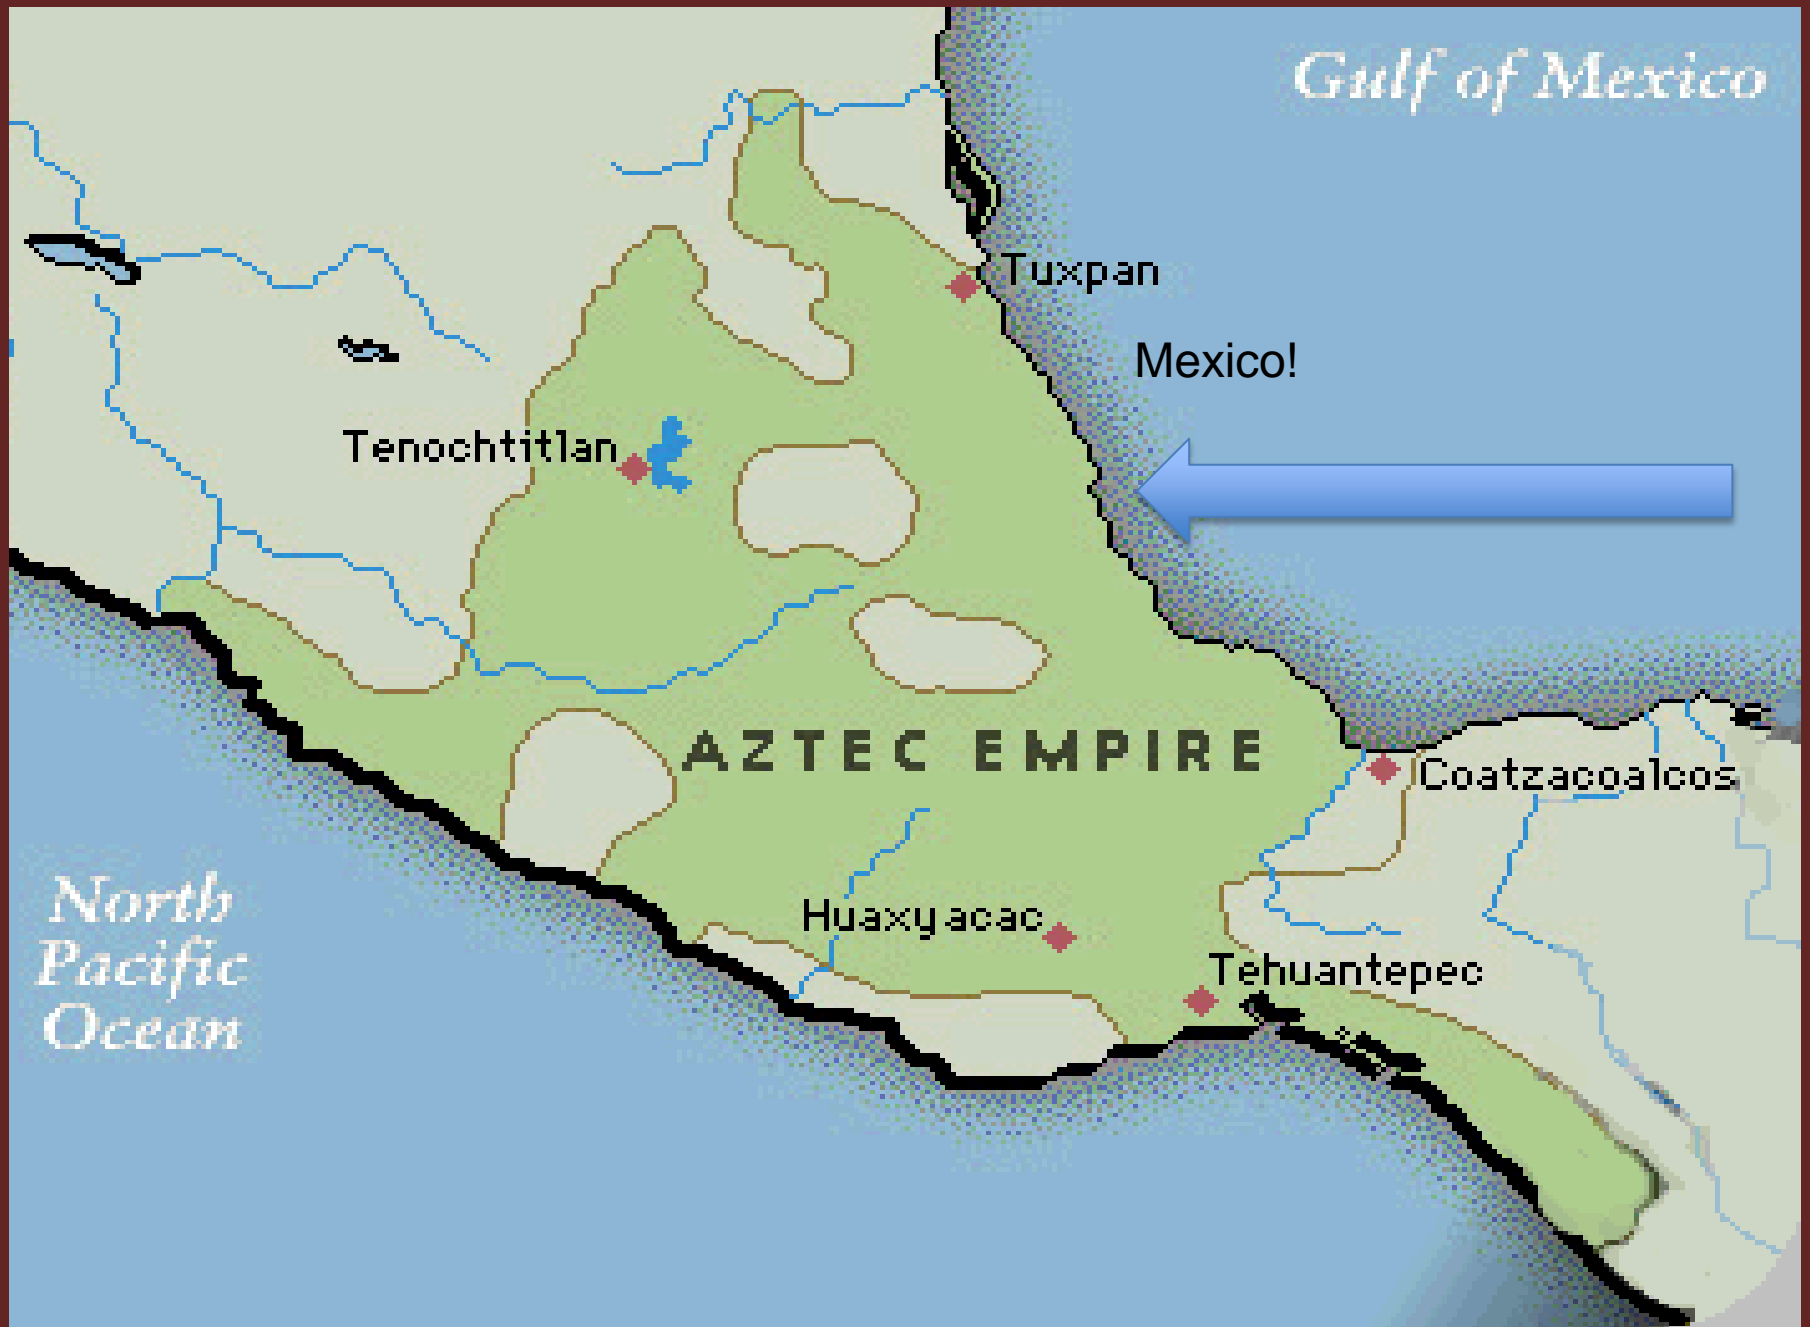 Gulf of Mexico
Tuxpan
Mexico!
Tenochtitlan
AZTEC EMPIRE
Coatzacoalcos
North
Pacific
Ocean
Huaxyacac
Tehuantepec